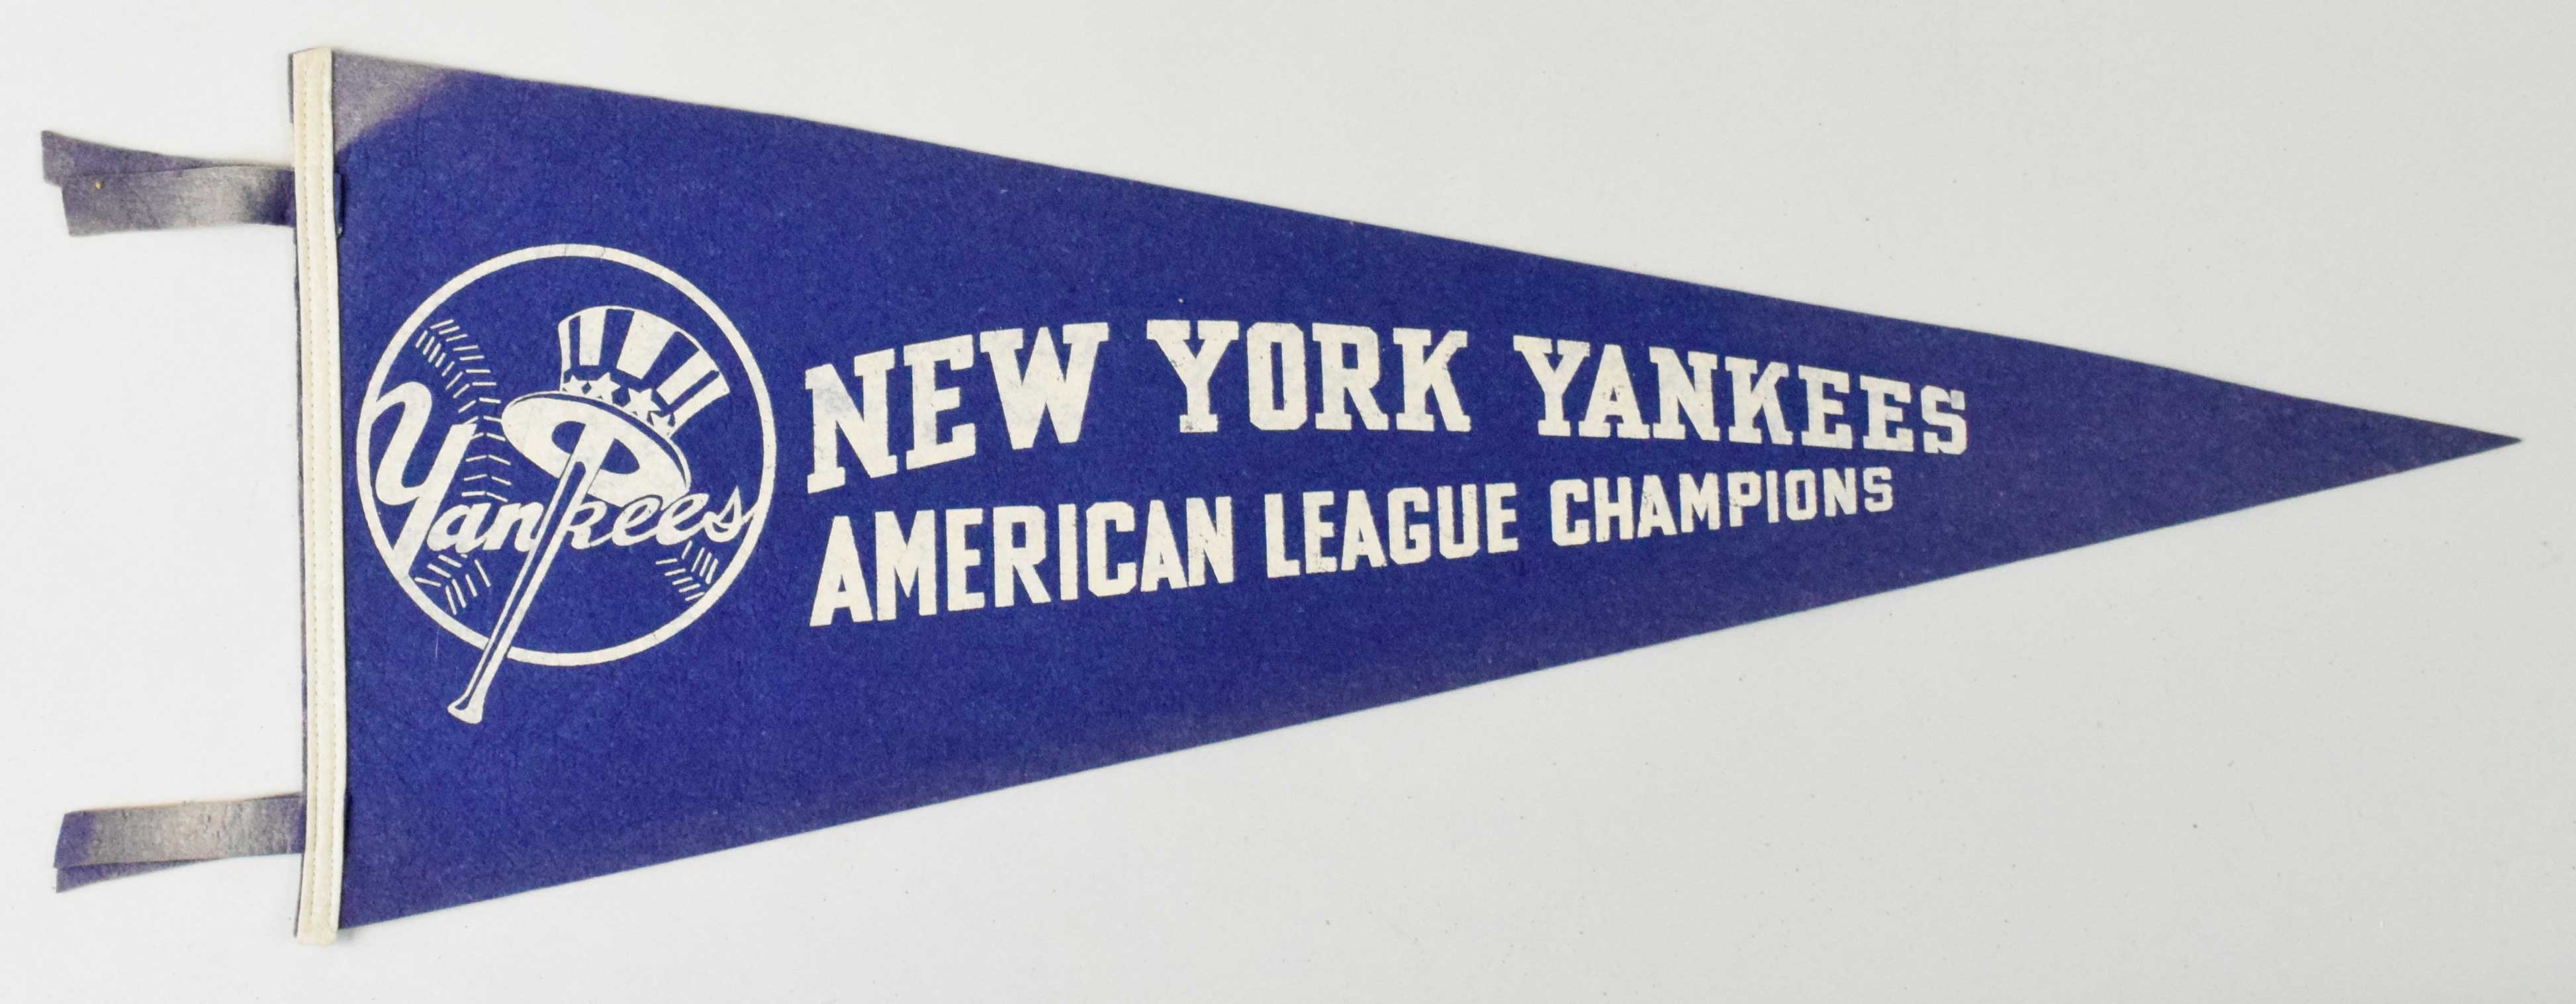 Yankees
NEW YORK YANKEES
AMERICAN LEAGUE CHAMPIONS